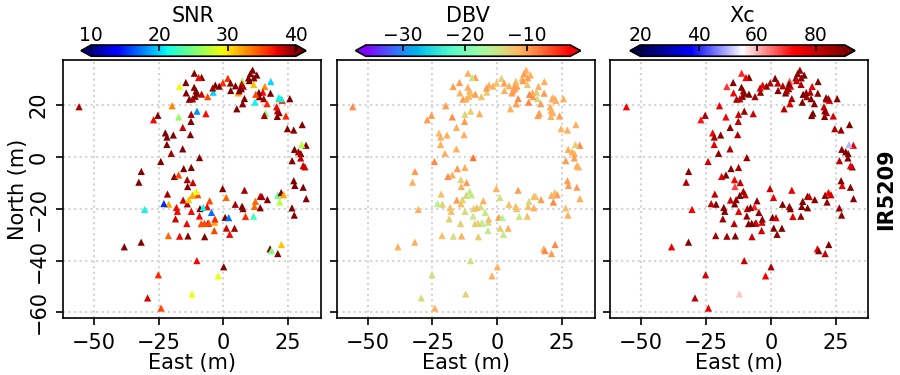 SNR DBV Xc
10 20 30 40 −30 −20 −10 20 40 60 80
20
0
−20
−40
−60
North (m)
IR5209
−50 −25 0 25 −50 −25 0 25 −50 −25 0 25
East (m) East (m) East (m)